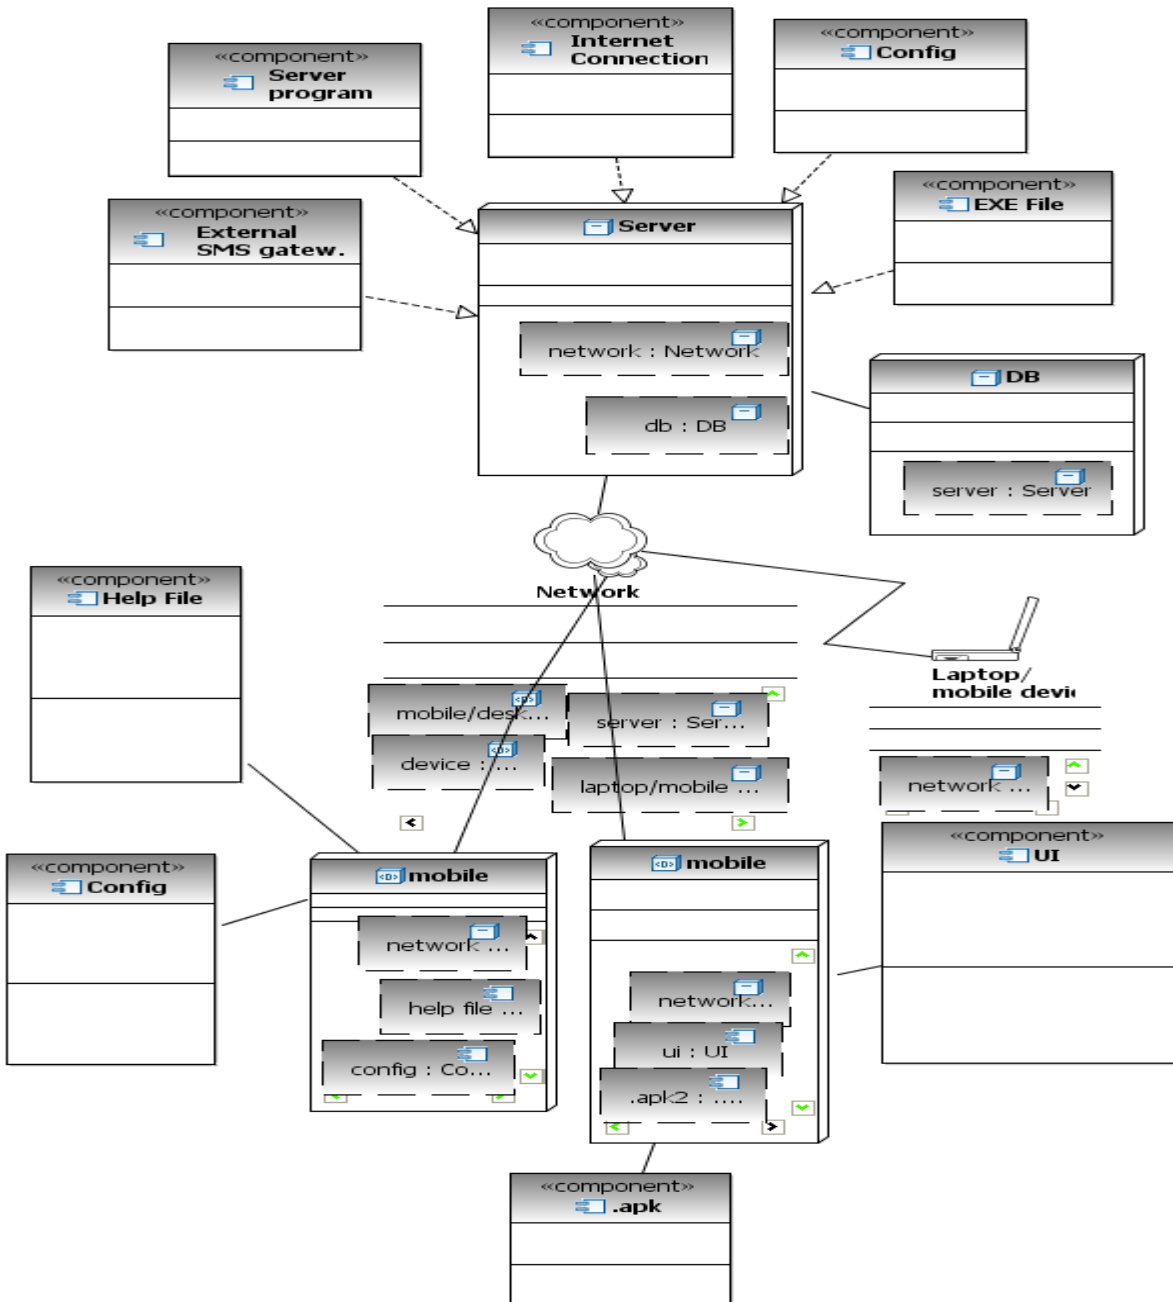 «component»
Internet
Connection
«component»
Config
«component»
Server
program
«component»
EXE File
«component»
External
SMS gatew.
Server
network : Network
db : DB
DB
server : Server
Network
«component»
Help File
Laptop/
mobile devi
mobile/desk...
server : Ser...
device : ...
laptop/mobile ...
network ...
«component»
UI
«component»
Config
mobile
network ...
help file ...
config : Co...
mobile
network...
ui : UI
.apk2 : ....
«component»
.apk